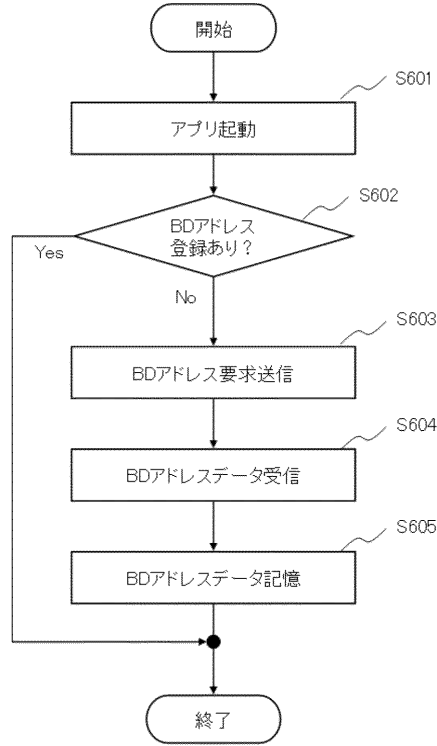 開始
S601
アプリ起動
S602
BDアドレス
登録あり？
Yes
No
S603
BDアドレス要求送信
S604
BDアドレスデータ受信
S605
BDアドレスデータ記憶
終了